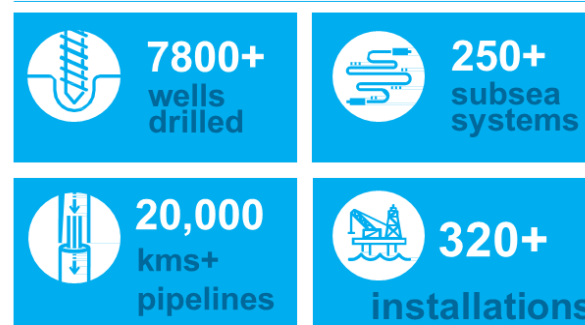 7800+
wells
drilled
250+
subsea
systems
20,000
kms+
pipelines
320+
installations